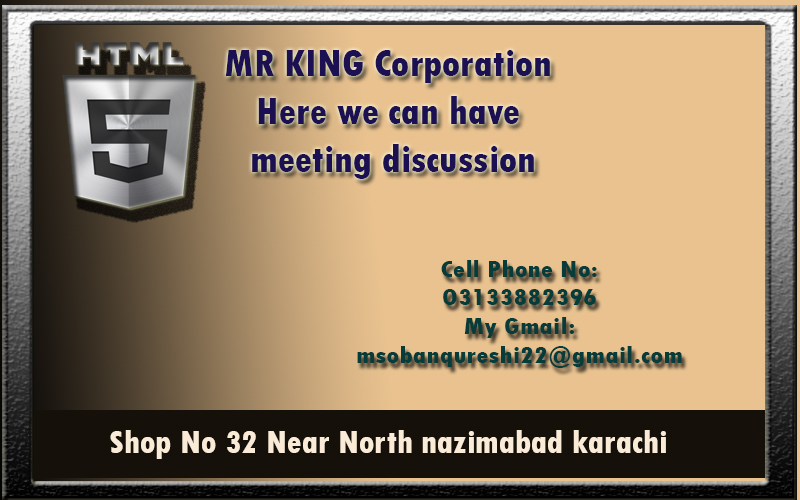 HTML
5
MR KING Corporation
Here we can have
meeting discussion
Cell Phone No:
03133882396
My Gmail:
msobanqureshi22@gmail.com
Shop No 32 Near North nazimabad karachi